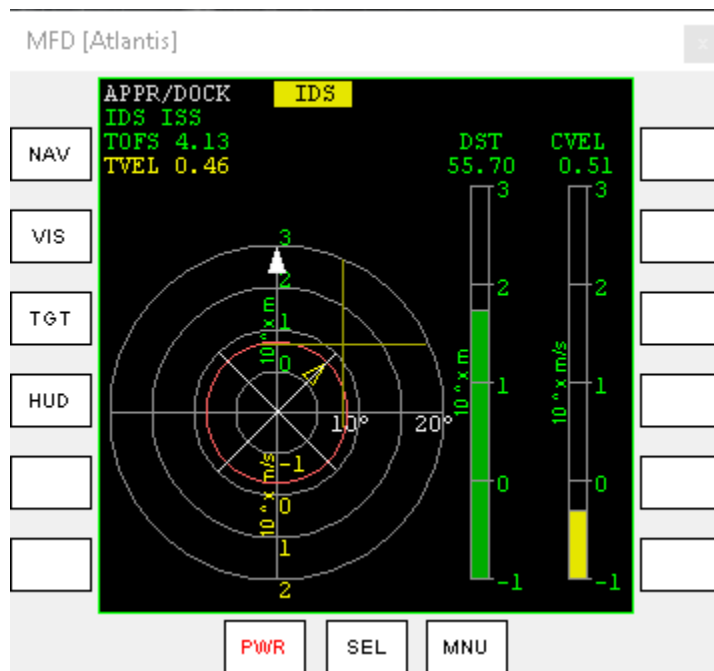 MFD [Atlantis]
x
APPR/DOCK IDS
IDS ISS
TOFS 4.13
TVEL 0.46
DST
55.70
CVEL
0.51
NAV
VIS
TGT
HUD
3
2
1
0
10^x m
10° 20°
-1
0
1
2
10^x m/s
3
2
1
0
-1
10^x m
3
2
1
0
-1
10^x m/s
PWR SEL MNU